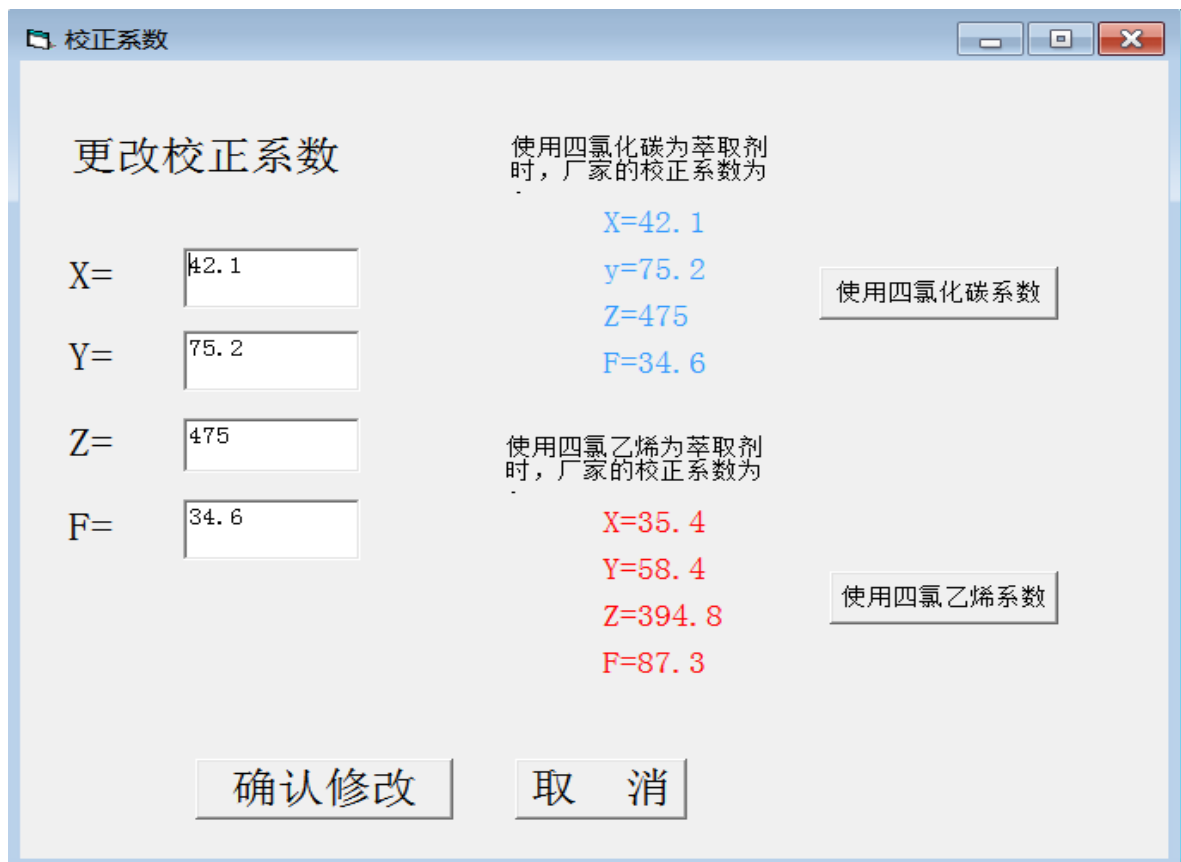 校正系数
更改校正系数
X=
42.1
Y=
75.2
Z=
475
F=
34.6
使用四氯化碳为萃取剂
时，厂家的校正系数为
X=42.1
y=75.2
Z=475
F=34.6
使用四氯化碳系数
使用四氯乙烯为萃取剂
时，厂家的校正系数为
X=35.4
Y=58.4
Z=394.8
F=87.3
使用四氯乙烯系数
确认修改
取 消